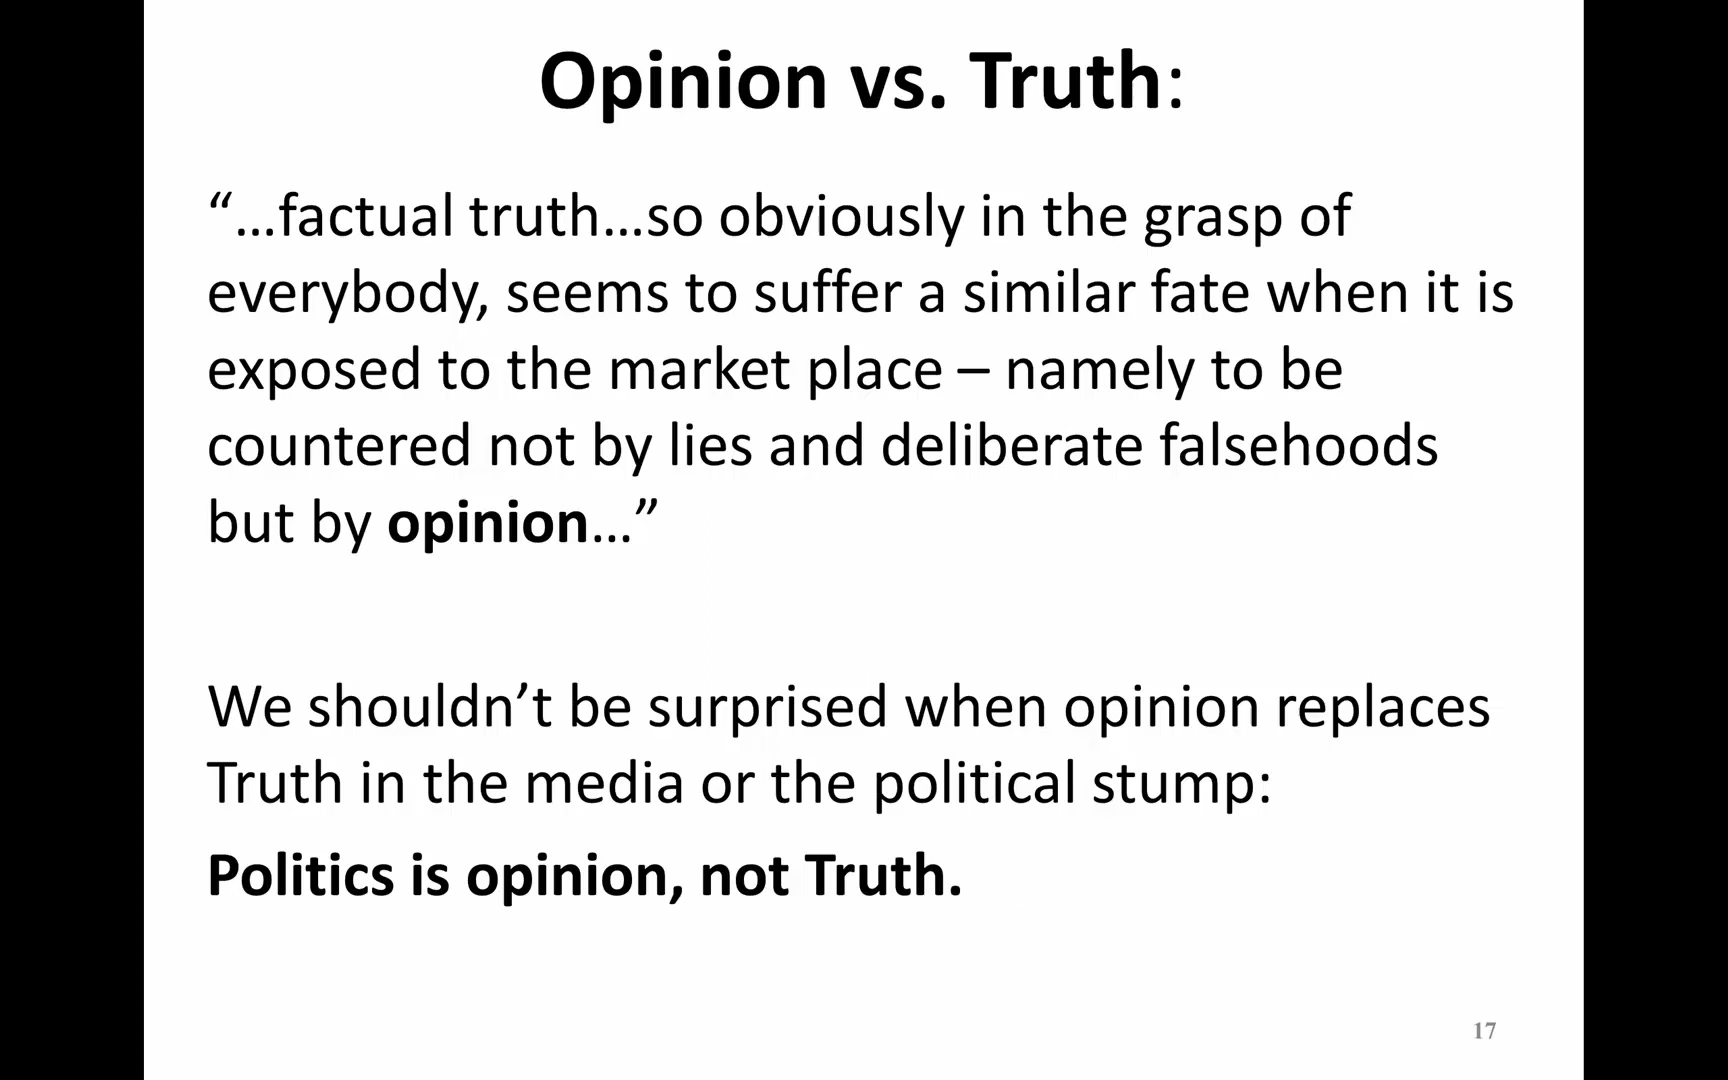 Opinion vs. Truth:
“…factual truth…so obviously in the grasp of
everybody, seems to suffer a similar fate when it is
exposed to the market place – namely to be
countered not by lies and deliberate falsehoods
but by opinion…”
We shouldn’t be surprised when opinion replaces
Truth in the media or the political stump:
Politics is opinion, not Truth.
17